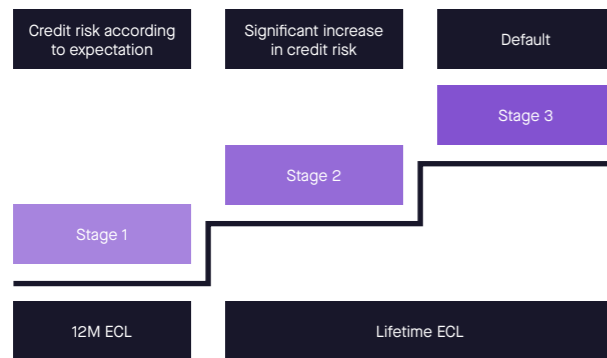 Credit risk according
to expectation
Significant increase
in credit risk
Default
Stage 3
Stage 2
Stage 1
12M ECL
Lifetime ECL